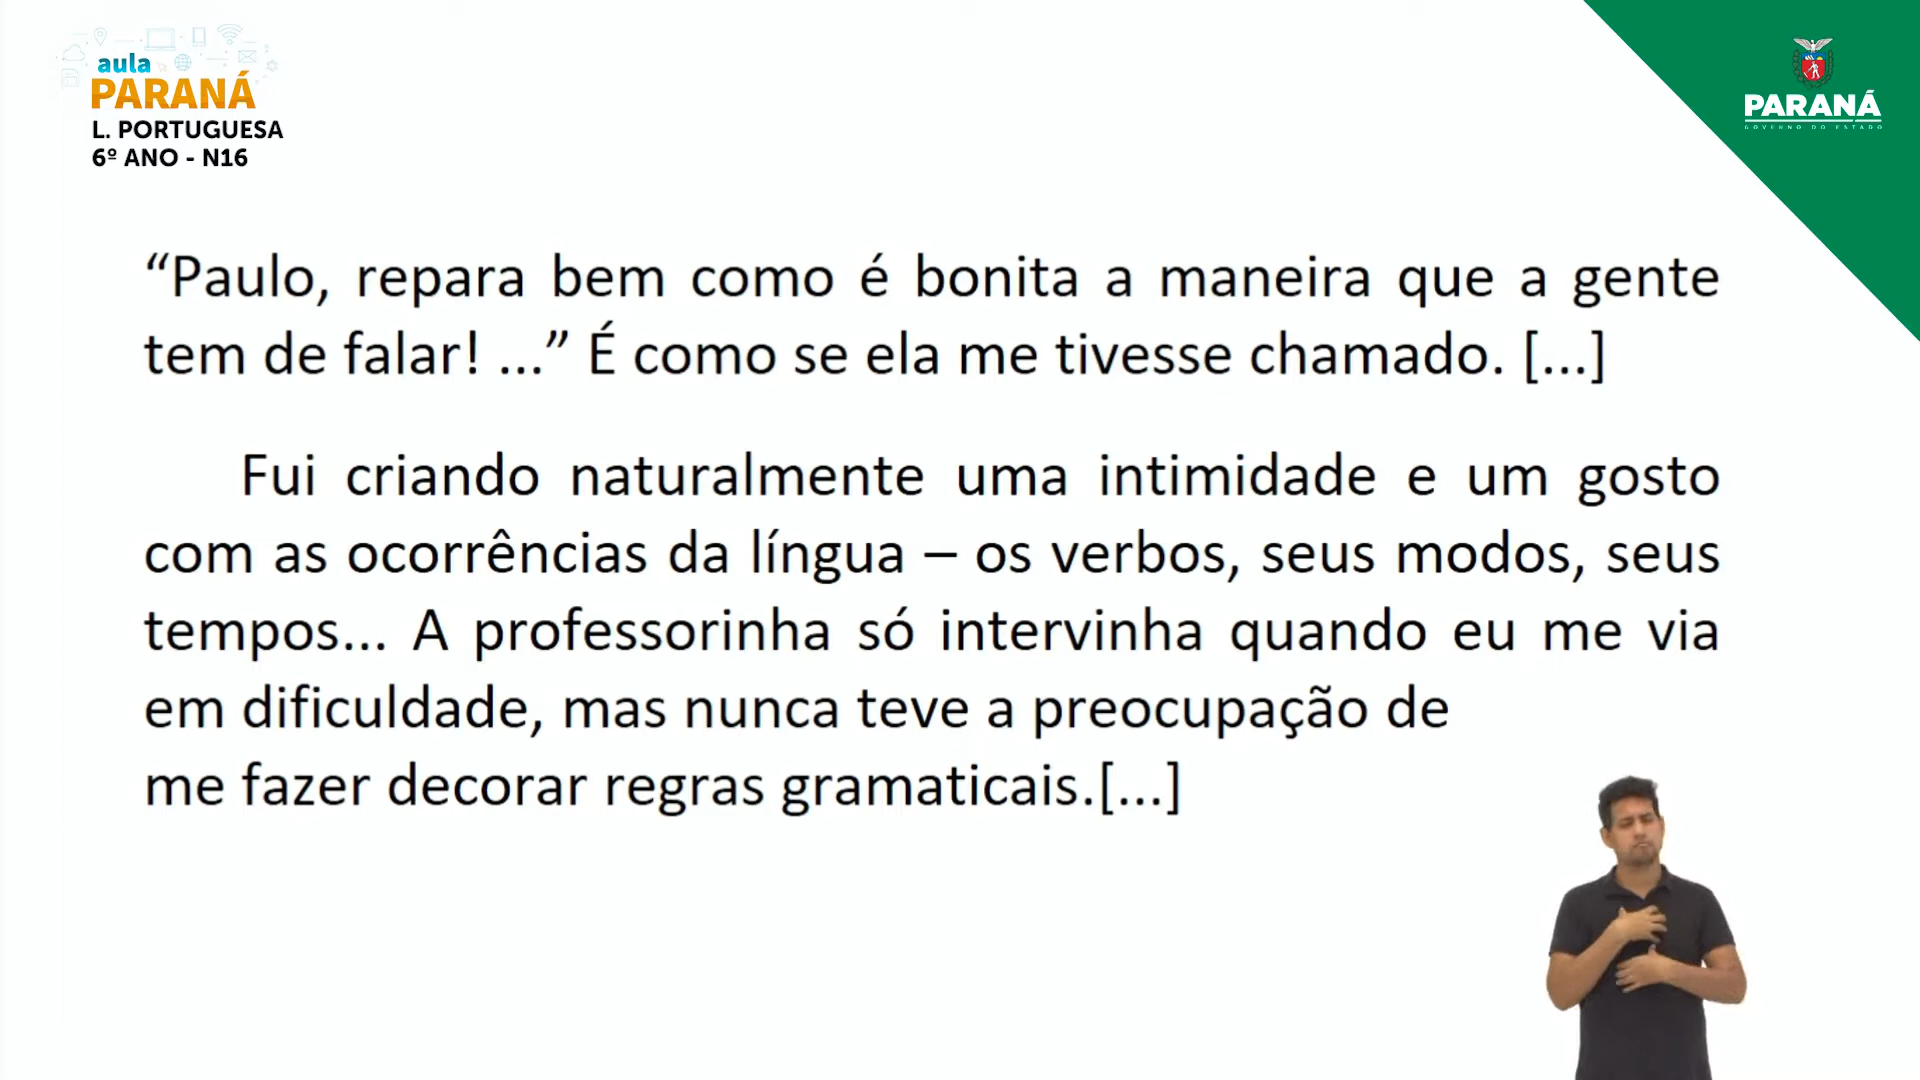 aula
PARANÁ
L. PORTUGUESA
6º ANO - N16
PARANÁ
GOVERNO DO ESTADO
“Paulo, repara bem como é bonita a maneira que a gente
tem de falar! ...” É como se ela me tivesse chamado. [...]
Fui criando naturalmente uma intimidade e um gosto
com as ocorrências da língua – os verbos, seus modos, seus
tempos... A professorinha só intervinha quando eu me via
em dificuldade, mas nunca teve a preocupação de
me fazer decorar regras gramaticais.[...]